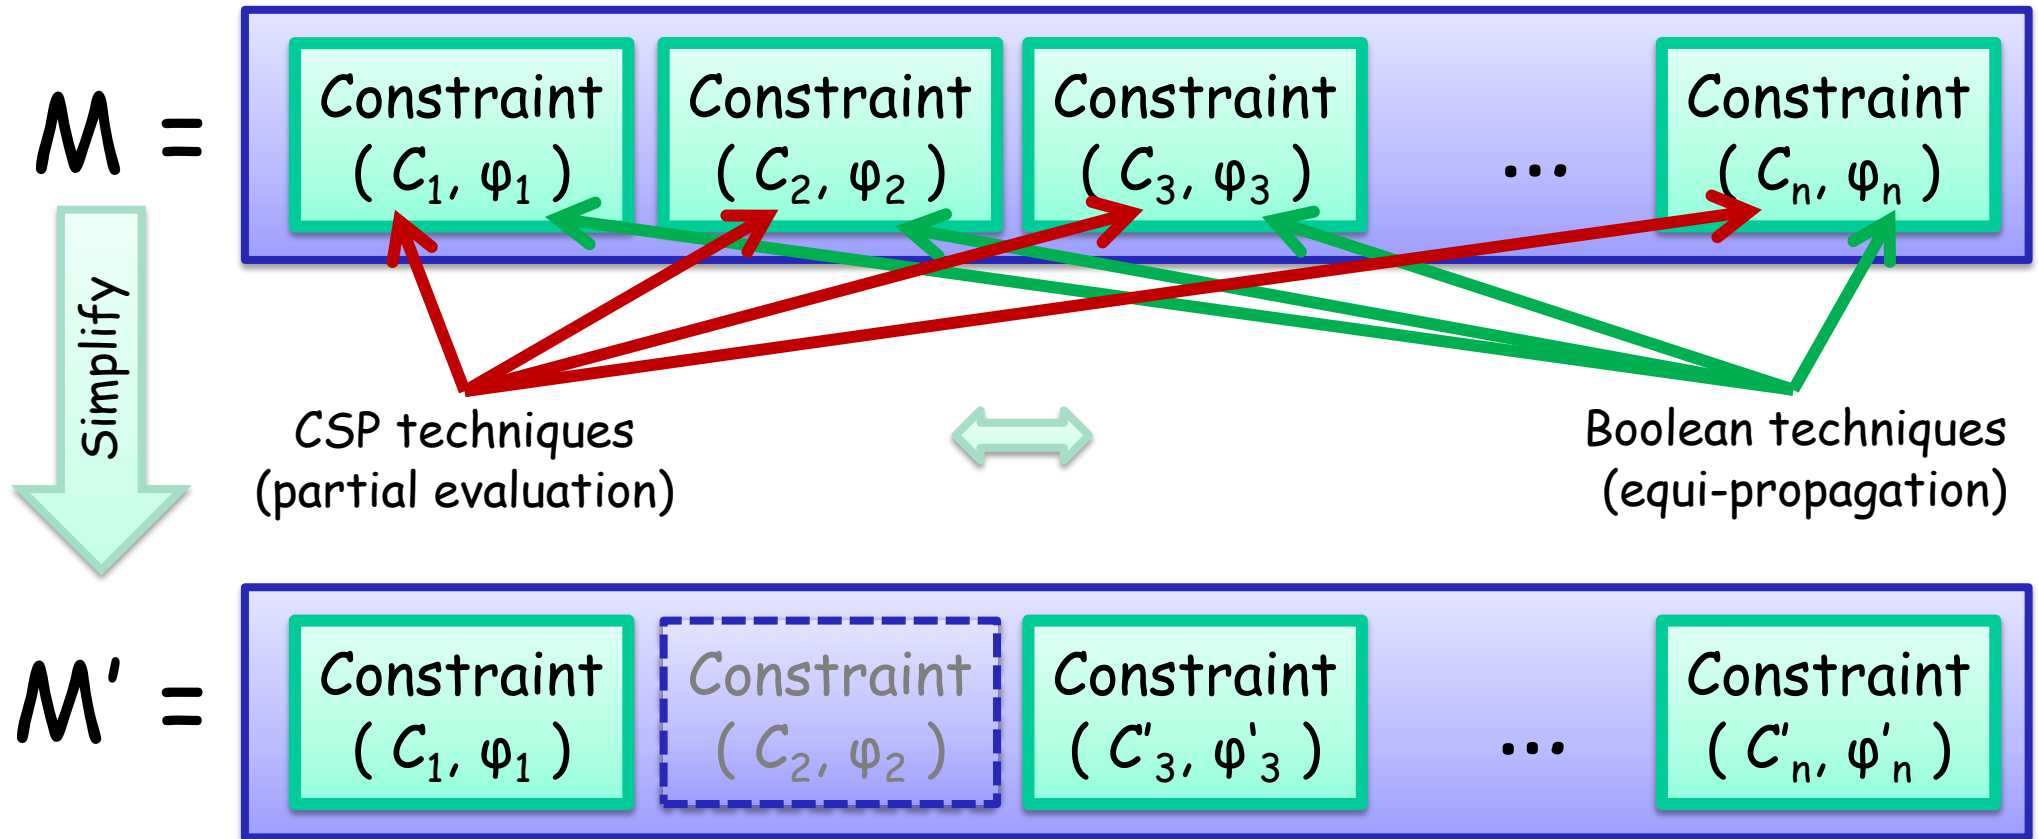 M =
Constraint
( C₁, φ₁ )
Constraint
( C₂, φ₂ )
Constraint
( C₃, φ₃ )
...
Constraint
( Cₙ, φₙ )
Simplify
CSP techniques
(partial evaluation)
Boolean techniques
(equi-propagation)
M' =
Constraint
( C₁, φ₁ )
Constraint
( C₂, φ₂ )
Constraint
( C'₃, φ'₃ )
...
Constraint
( C'ₙ, φ'ₙ )